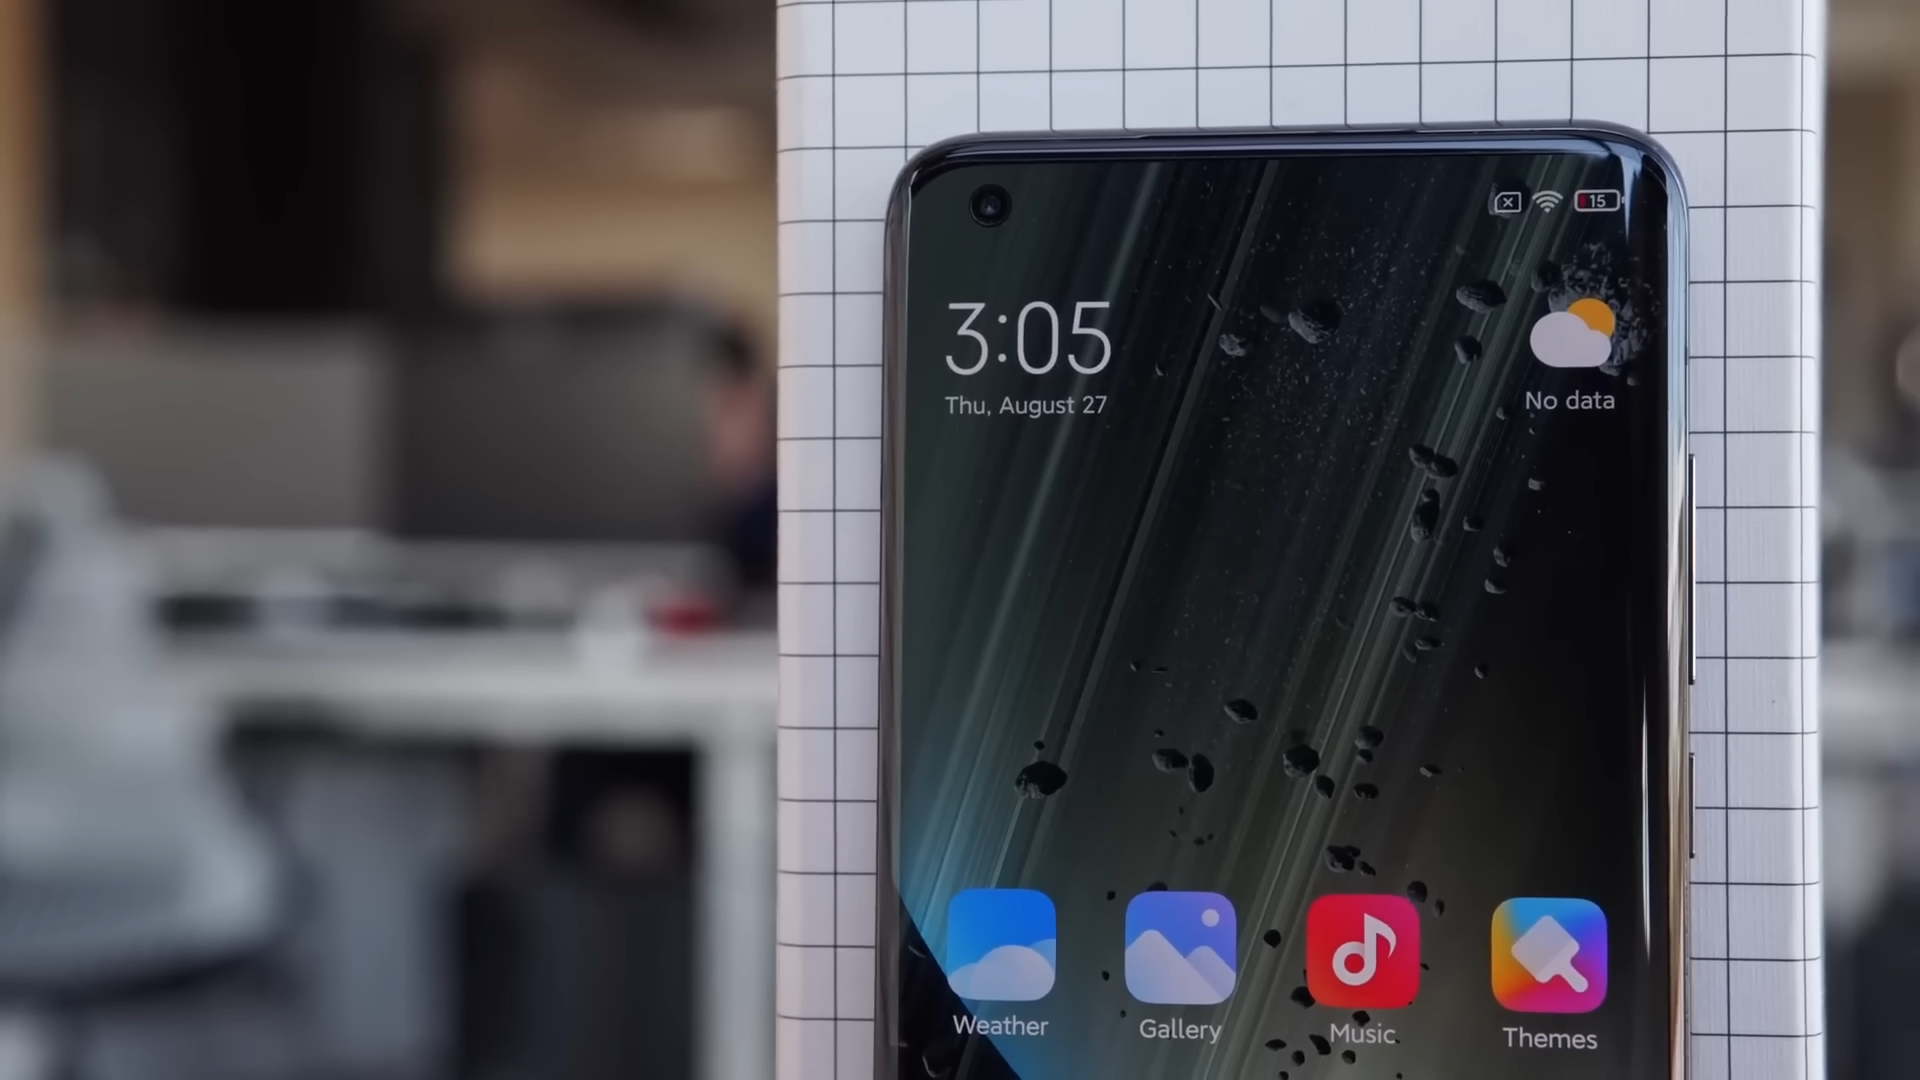 15
3:05
Thu, August 27
No data
Weather
Gallery
Music
Themes